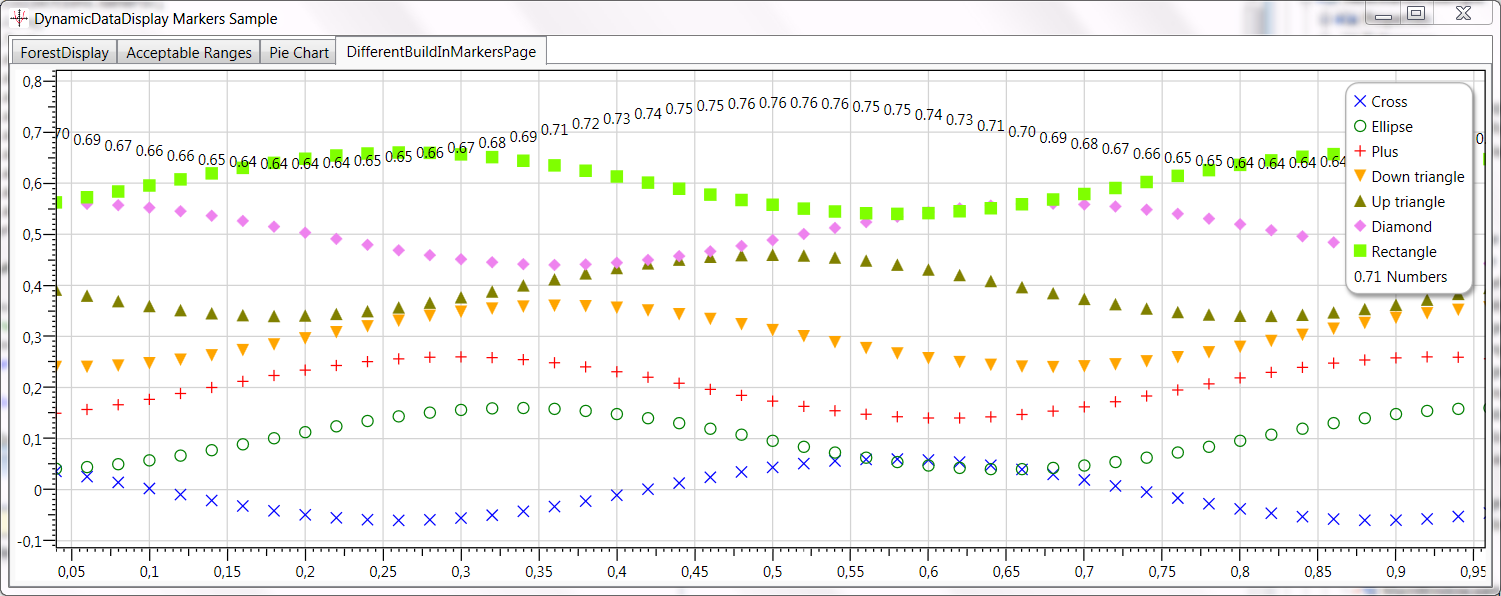 DynamicDataDisplay Markers Sample
ForestDisplay Acceptable Ranges Pie Chart DifferentBuildInMarkersPage
0,8
0,7
0,6
0,5
0,4
0,3
0,2
0,1
0
-0,1
70 0.69 0.67 0.66 0.66 0.65 0.64 0.64 0.64 0.64 0.65 0.65 0.66 0.67 0.68 0.69 0.71 0.72 0.73 0.74 0.75 0.75 0.76 0.76 0.76 0.76 0.75 0.75 0.74 0.73 0.71 0.70 0.69 0.68 0.67 0.66 0.65 0.65 0.64 0.64 0.64 0.64
Cross
Ellipse
Plus
Down triangle
Up triangle
Diamond
Rectangle
0.71 Numbers
0,05 0,1 0,15 0,2 0,25 0,3 0,35 0,4 0,45 0,5 0,55 0,6 0,65 0,7 0,75 0,8 0,85 0,9 0,95